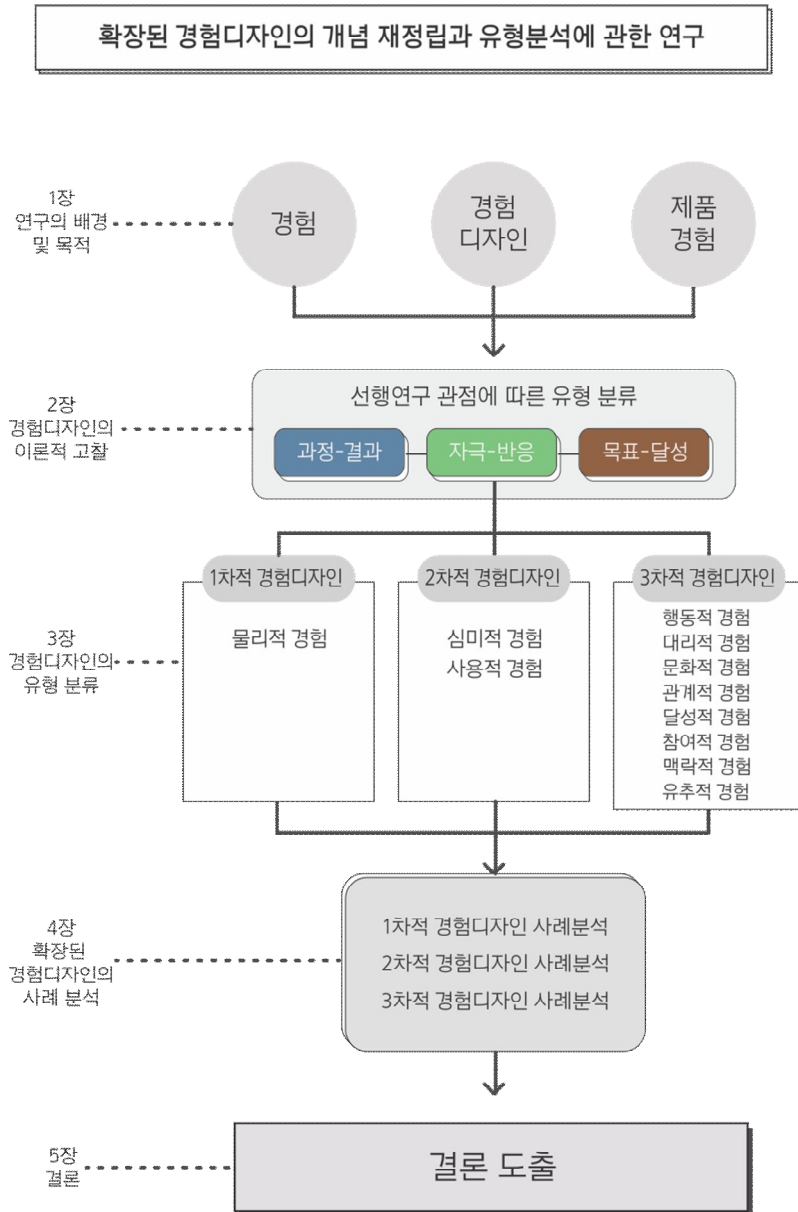 확장된 경험디자인의 개념 재정립과 유형분석에 관한 연구
1장
연구의 배경
및 목적
경험
경험
디자인
제품
경험
2장
경험디자인의
이론적 고찰
선행연구 관점에 따른 유형 분류
과정-결과
자극-반응
목표-달성
3장
경험디자인의
유형 분류
1차적 경험디자인
물리적 경험
2차적 경험디자인
심미적 경험
사용적 경험
3차적 경험디자인
행동적 경험
대리적 경험
문화적 경험
관계적 경험
달성적 경험
참여적 경험
맥락적 경험
유추적 경험
4장
확장된
경험디자인의
사례 분석
1차적 경험디자인 사례분석
2차적 경험디자인 사례분석
3차적 경험디자인 사례분석
5장
결론
결론 도출